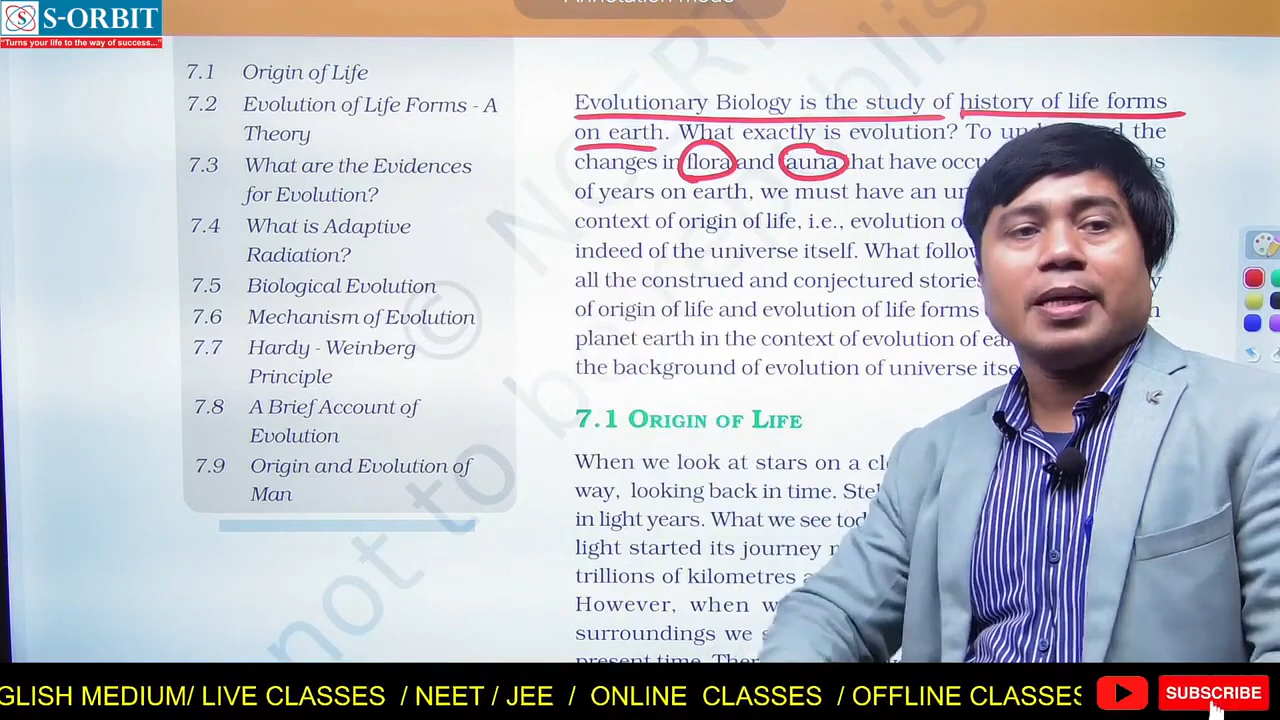 Annotation mode
S-ORBIT
"Turns your life to the way of success..."
7.1 Origin of Life
7.2 Evolution of Life Forms - A
Theory
7.3 What are the Evidences
for Evolution?
7.4 What is Adaptive
Radiation?
7.5 Biological Evolution
7.6 Mechanism of Evolution
7.7 Hardy - Weinberg
Principle
7.8 A Brief Account of
Evolution
7.9 Origin and Evolution of
Man
Evolutionary Biology is the study of history of life forms
on earth. What exactly is evolution? To the
changes in flora and fauna that have
of years on earth, we must have an
context of origin of life, i.e., evolution
indeed of the universe itself. What
all the construed and conjectured
of origin of life and evolution of life forms
planet earth in the context of evolution of
the background of evolution of universe
7.1 ORIGIN OF LIFE
When we look at stars on a
way, looking back in time.
in light years. What we see
light started its journey
trillions of kilometres
However, when
surroundings we
present time.
© NCERT
not to be
LIVE CLASSES / NEET / JEE / ONLINE CLASSES / OFFLINE CLASSES
SUBSCRIBE